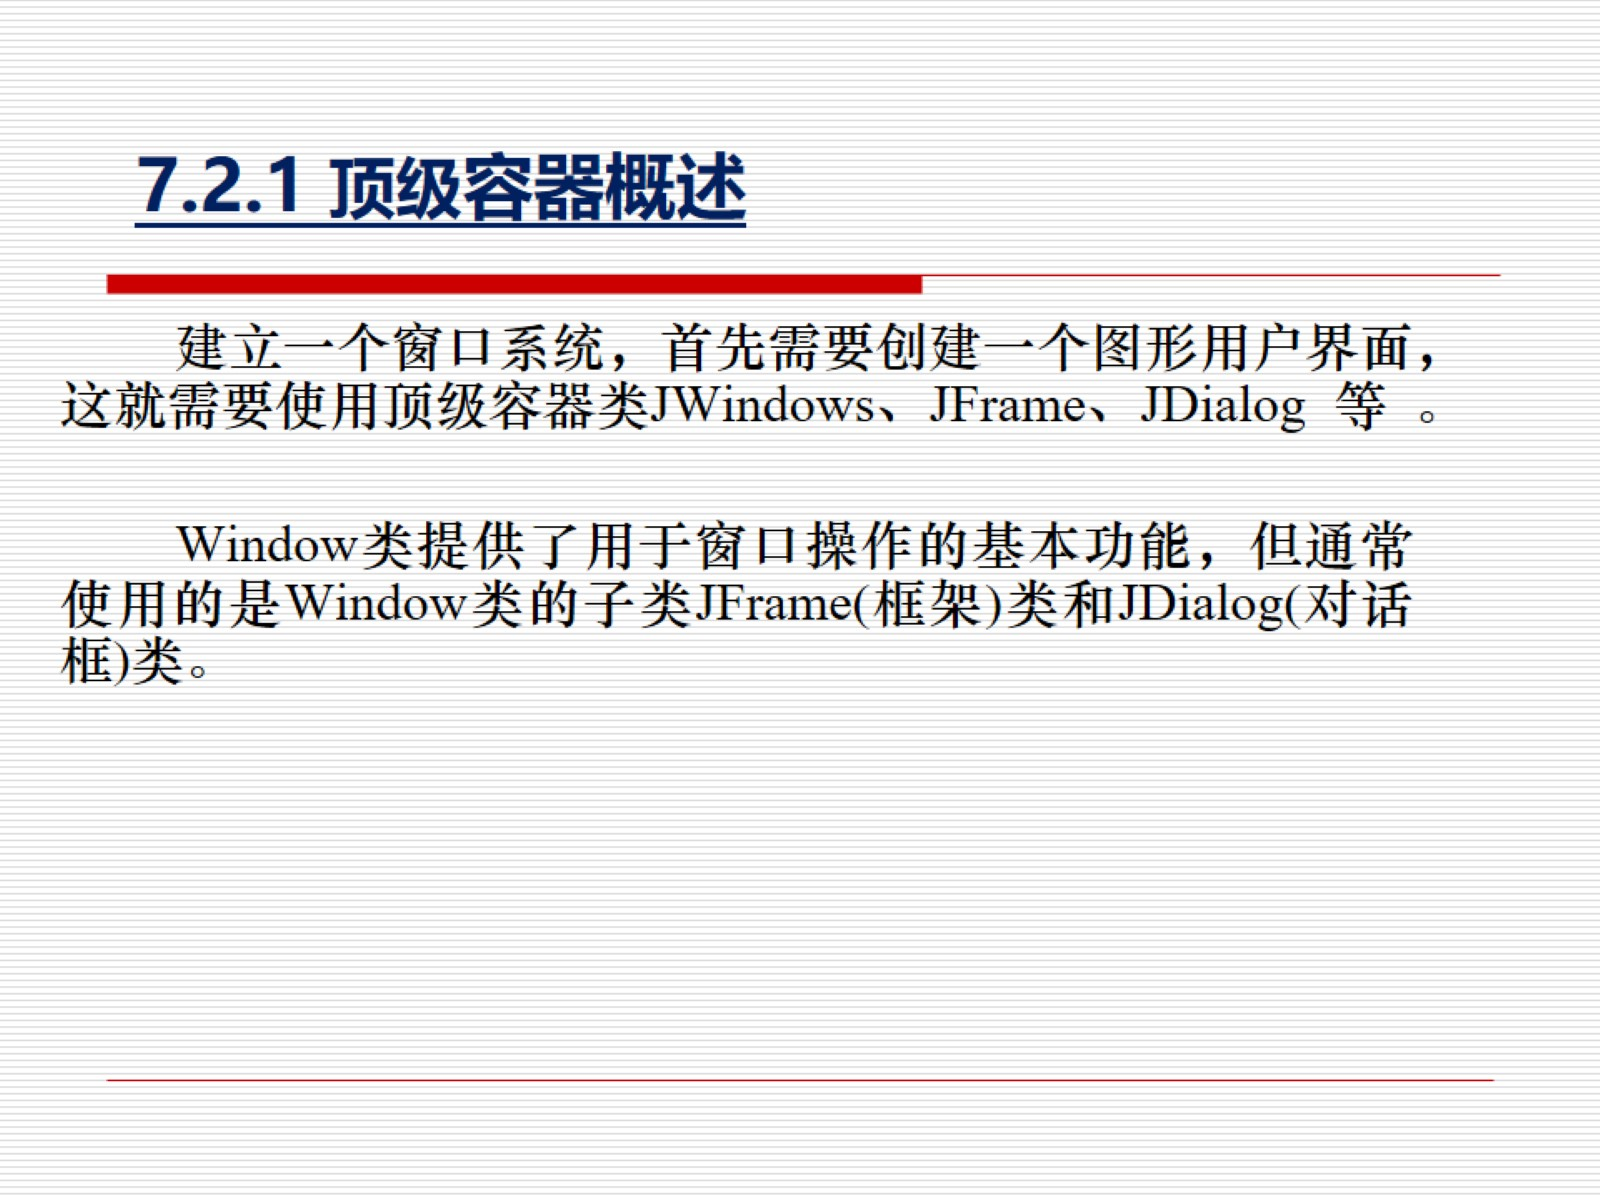 7.2.1 顶级容器概述
建立一个窗口系统，首先需要创建一个图形用户界面，
这就需要使用顶级容器类JWindows、JFrame、JDialog 等 。
Window类提供了用于窗口操作的基本功能，但通常
使用的是Window类的子类JFrame(框架)类和JDialog(对话
框)类。